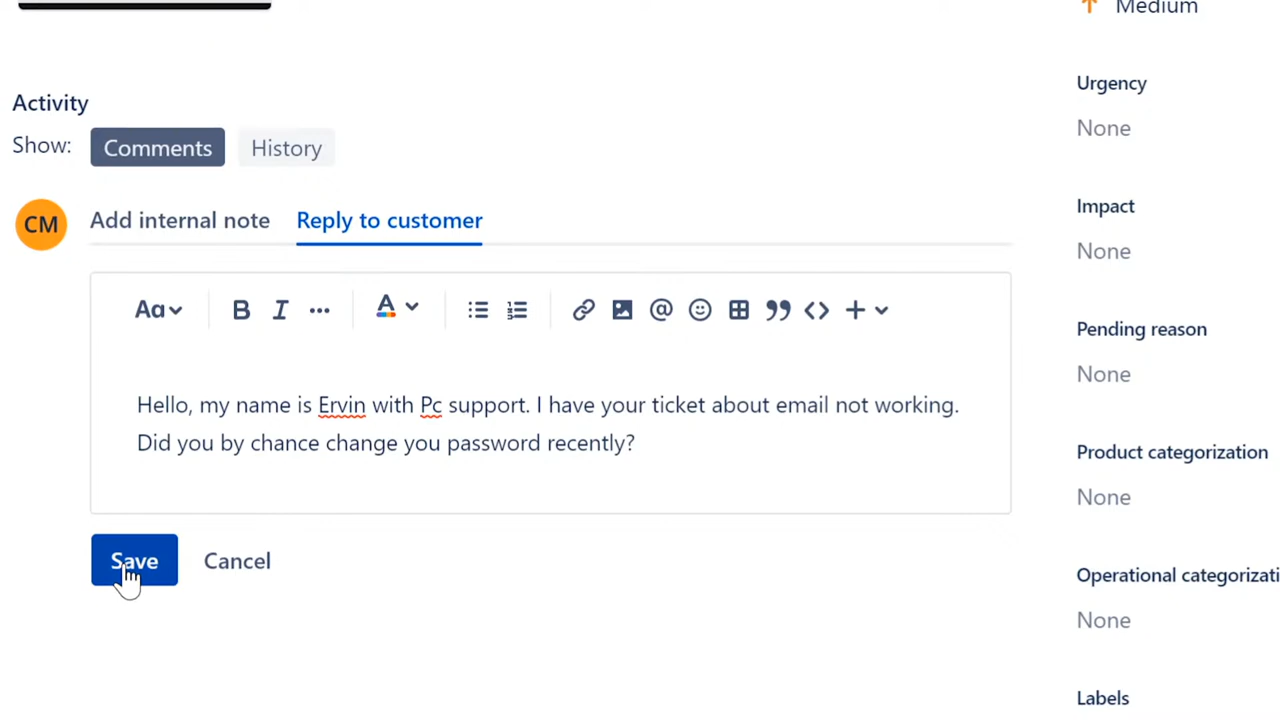 Medium
Urgency
None
Impact
None
Pending reason
None
Product categorization
None
Operational categorizati
None
Labels
Activity
Show: Comments History
CM Add internal note Reply to customer
Aa B I ... A @ +
Hello, my name is Ervin with Pc support. I have your ticket about email not working.
Did you by chance change you password recently?
Save Cancel